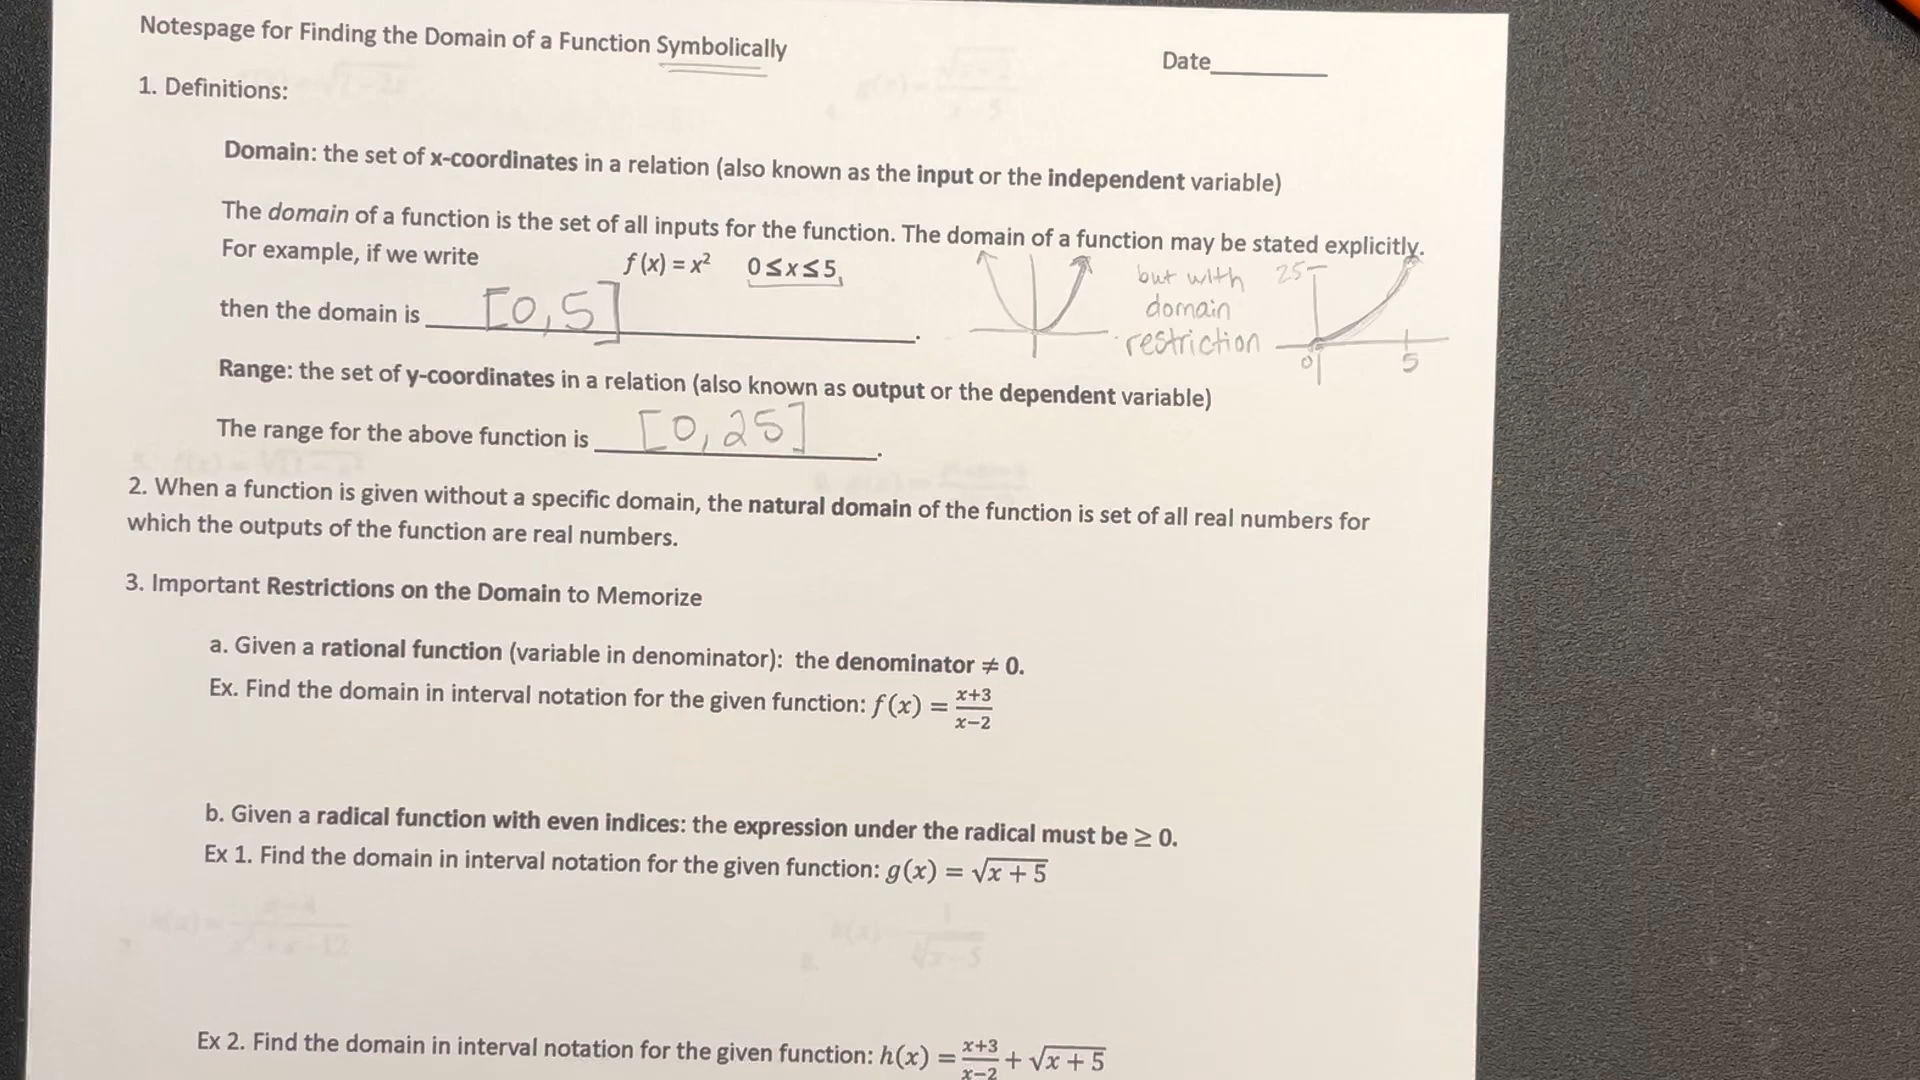 Notespage for Finding the Domain of a Function Symbolically
Date__________
1. Definitions:
Domain: the set of x-coordinates in a relation (also known as the input or the independent variable)
The domain of a function is the set of all inputs for the function. The domain of a function may be stated explicitly.
For example, if we write f (x) = x² 0≤x≤5,
then the domain is [0,5].
but with
domain
restriction
25
0
5
Range: the set of y-coordinates in a relation (also known as output or the dependent variable)
The range for the above function is [0,25].
2. When a function is given without a specific domain, the natural domain of the function is set of all real numbers for
which the outputs of the function are real numbers.
3. Important Restrictions on the Domain to Memorize
a. Given a rational function (variable in denominator): the denominator ≠ 0.
Ex. Find the domain in interval notation for the given function: f(x) = (x+3)/(x−2)
b. Given a radical function with even indices: the expression under the radical must be ≥ 0.
Ex 1. Find the domain in interval notation for the given function: g(x) = √(x + 5)
Ex 2. Find the domain in interval notation for the given function: h(x) = (x+3)/(x−2) + √(x + 5)